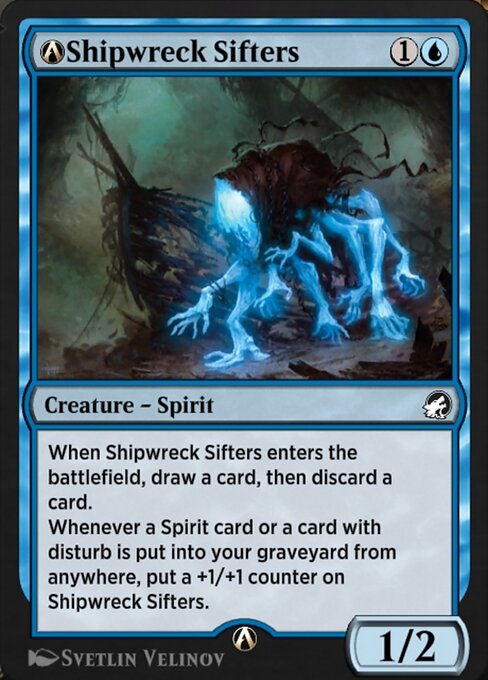 Shipwreck Sifters 1
Creature – Spirit
When Shipwreck Sifters enters the
battlefield, draw a card, then discard a
card.
Whenever a Spirit card or a card with
disturb is put into your graveyard from
anywhere, put a +1/+1 counter on
Shipwreck Sifters.
1/2
Svetlin Velinov